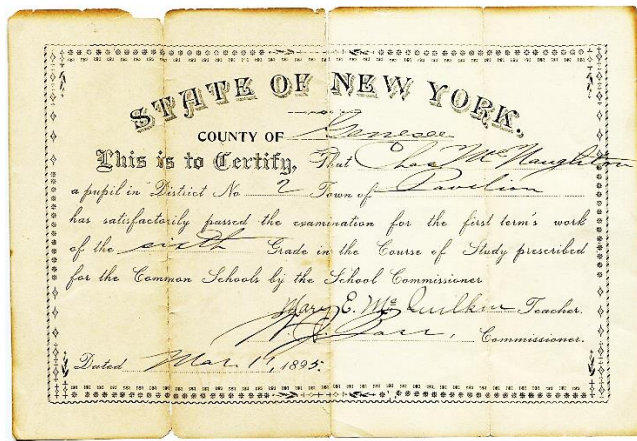 STATE OF NEW YORK.
COUNTY OF Genesee
This is to Certify, That Chas McNaughton
a pupil in District No 2 Town of Pavilion
has satisfactorily passed the examination for the first term's work
of the sixth Grade in the Course of Study prescribed
for the Common Schools by the School Commissioner
Mary E. Mc Quilkin Teacher.
Commissioner.
Dated Mar. 1895.